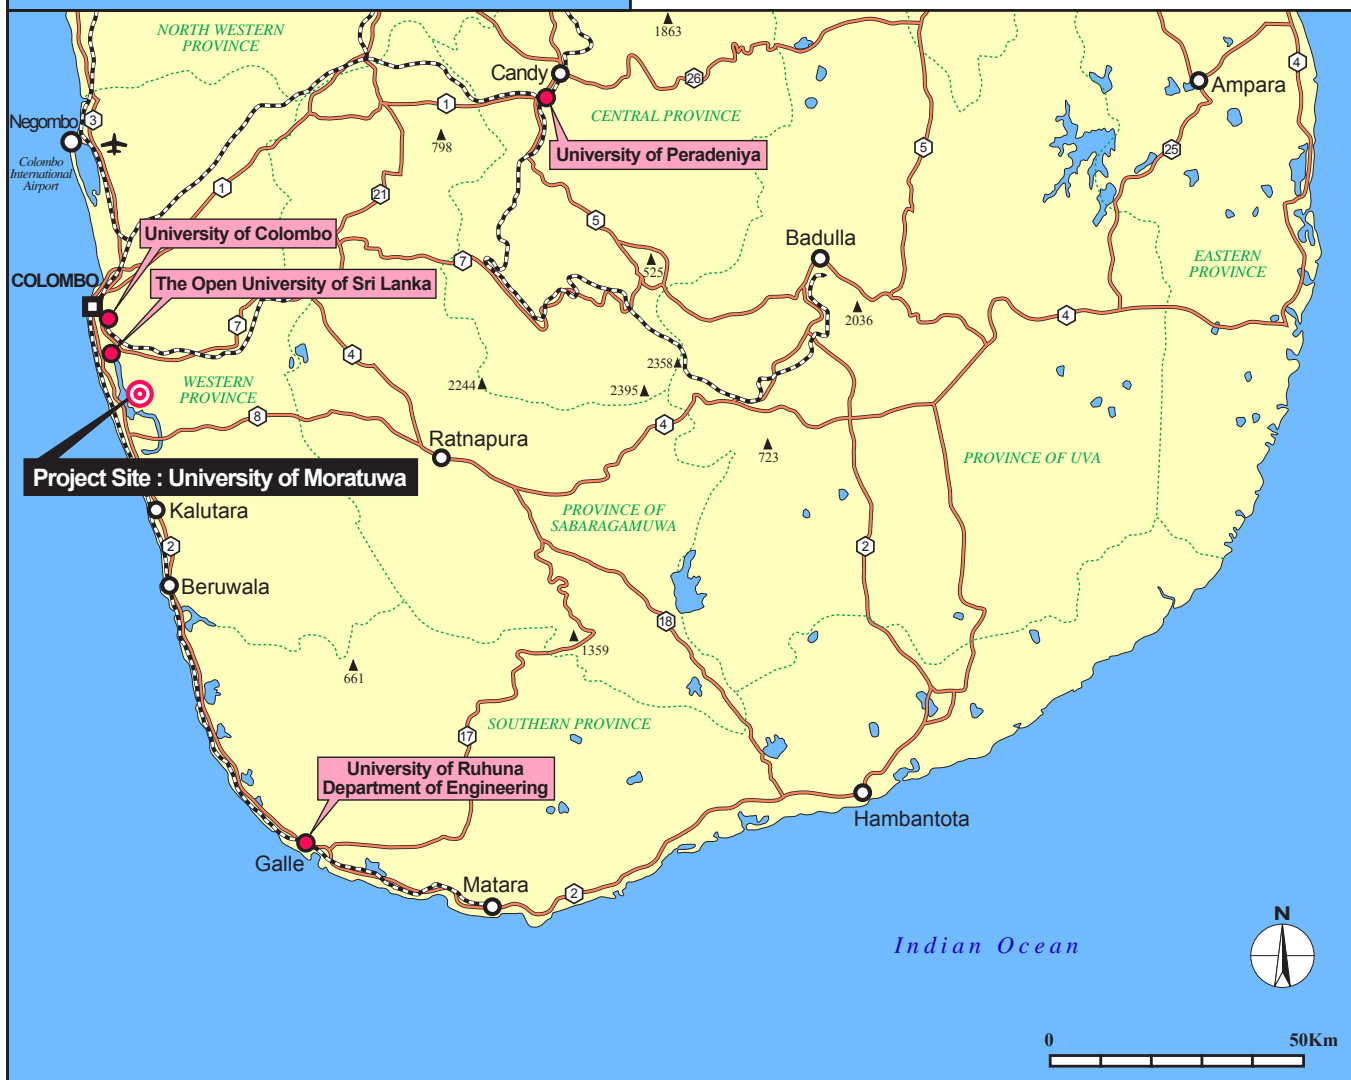 NORTH WESTERN
PROVINCE
1863
Candy
26
4
Ampara
3
Negombo
1
CENTRAL PROVINCE
798
University of Peradeniya
5
25
Colombo
International
Airport
1
21
5
University of Colombo
Badulla
7
525
EASTERN
PROVINCE
COLOMBO
The Open University of Sri Lanka
2036
4
7
4
2358
2244
2395
WESTERN
PROVINCE
8
4
Ratnapura
723
PROVINCE OF UVA
Project Site : University of Moratuwa
Kalutara
PROVINCE OF
SABARAGAMUWA
2
2
Beruwala
18
1359
661
SOUTHERN PROVINCE
17
University of Ruhuna
Department of Engineering
Hambantota
Galle
Matara
2
N
Indian Ocean
0
50Km